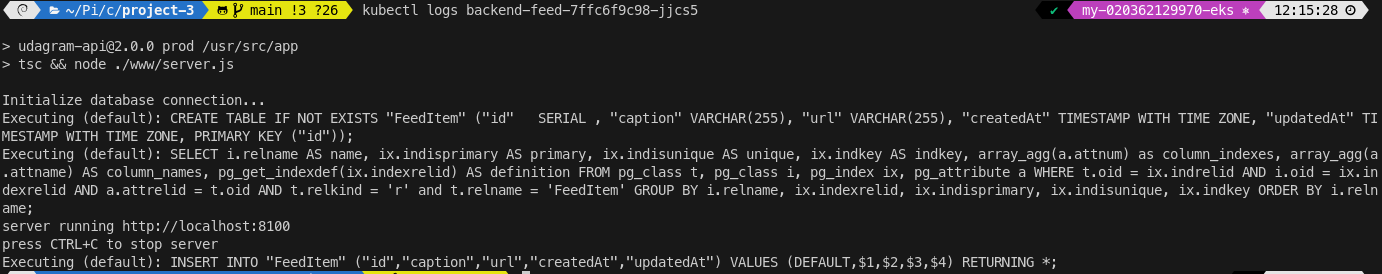 ~/Pi/c/project-3 main !3 ?26 kubectl logs backend-feed-7ffc6f9c98-jjcs5 ✔ my-020362129970-eks 12:15:28
> udagram-api@2.0.0 prod /usr/src/app
> tsc && node ./www/server.js
Initialize database connection...
Executing (default): CREATE TABLE IF NOT EXISTS "FeedItem" ("id"   SERIAL , "caption" VARCHAR(255), "url" VARCHAR(255), "createdAt" TIMESTAMP WITH TIME ZONE, "updatedAt" TI
MESTAMP WITH TIME ZONE, PRIMARY KEY ("id"));
Executing (default): SELECT i.relname AS name, ix.indisprimary AS primary, ix.indisunique AS unique, ix.indkey AS indkey, array_agg(a.attnum) as column_indexes, array_agg(a
.attname) AS column_names, pg_get_indexdef(ix.indexrelid) AS definition FROM pg_class t, pg_class i, pg_index ix, pg_attribute a WHERE t.oid = ix.indrelid AND i.oid = ix.in
dexrelid AND a.attrelid = t.oid AND t.relkind = 'r' and t.relname = 'FeedItem' GROUP BY i.relname, ix.indexrelid, ix.indisprimary, ix.indisunique, ix.indkey ORDER BY i.reln
ame;
server running http://localhost:8100
press CTRL+C to stop server
Executing (default): INSERT INTO "FeedItem" ("id","caption","url","createdAt","updatedAt") VALUES (DEFAULT,$1,$2,$3,$4) RETURNING *;